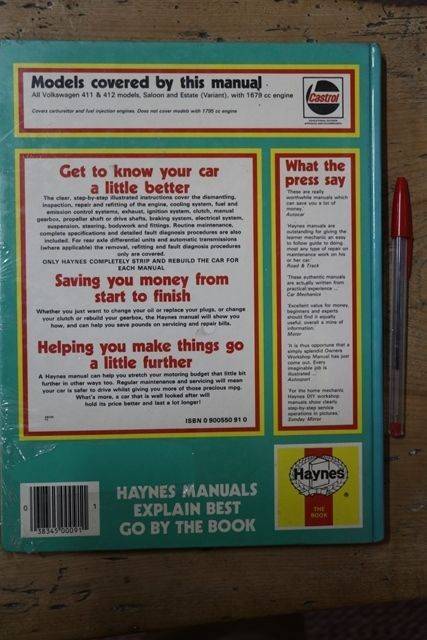 Models covered by this manual
All Volkswagen 411 & 412 models, Saloon and Estate (Variant), with 1679 cc engine
Covers carburettor and fuel injection engines. Does not cover models with 1795 cc engine
Castrol
Get to know your car
a little better
The clear, step-by-step illustrated instructions cover the dismantling,
inspection, repair and refitting of the engine, cooling system, fuel and
emission control systems, exhaust, ignition system, clutch, manual
gearbox, propeller shaft or drive shafts, braking system, electrical system,
suspension, steering, bodywork and fittings. Routine maintenance,
complete specifications and detailed fault diagnosis procedures are also
included. For rear axle differential units and automatic transmissions
(where applicable) the removal, refitting and fault diagnosis procedures
only are covered.
ONLY HAYNES COMPLETELY STRIP AND REBUILD THE CAR FOR
EACH MANUAL
Saving you money from
start to finish
Whether you just want to change your oil or replace your plugs, or change
your clutch or rebuild your gearbox, the Haynes manual will show you
how, and can help you save pounds on servicing and repair bills.
Helping you make things go
a little further
A Haynes manual can help you stretch your motoring budget that little bit
further in other ways too. Regular maintenance and servicing will mean
your car is safer to drive whilst giving you more of those precious mpg.
What's more, a car that is well looked after will
hold its price better and last a lot longer!
ISBN 0 900550 91 0
What the
press say
'These are really
worthwhile manuals which
can save you a lot of
money.'
Autocar
'Haynes manuals are
outstanding for giving the
learner mechanic an easy
to follow guide to doing
most any type of repair on
maintenance work on his
or her car.'
Road & Track
'These authentic manuals
are actually written from
practical experience ...
Car Mechanics
'Excellent value for money,
beginners and experts
should find it equally
useful, overall a mine of
information.
Motor
'It is thus opportune that a
simply splendid Owners
Workshop Manual has just
come out. Every
imaginable job is
illustrated ...
Autosport
'For the home mechanic
Haynes DIY workshop
manuals show clearly
step-by-step service
operations in pictures.'
Sunday Mirror
0
38345 00091
1
HAYNES MANUALS
EXPLAIN BEST
GO BY THE BOOK
Haynes
®
THE
BOOK